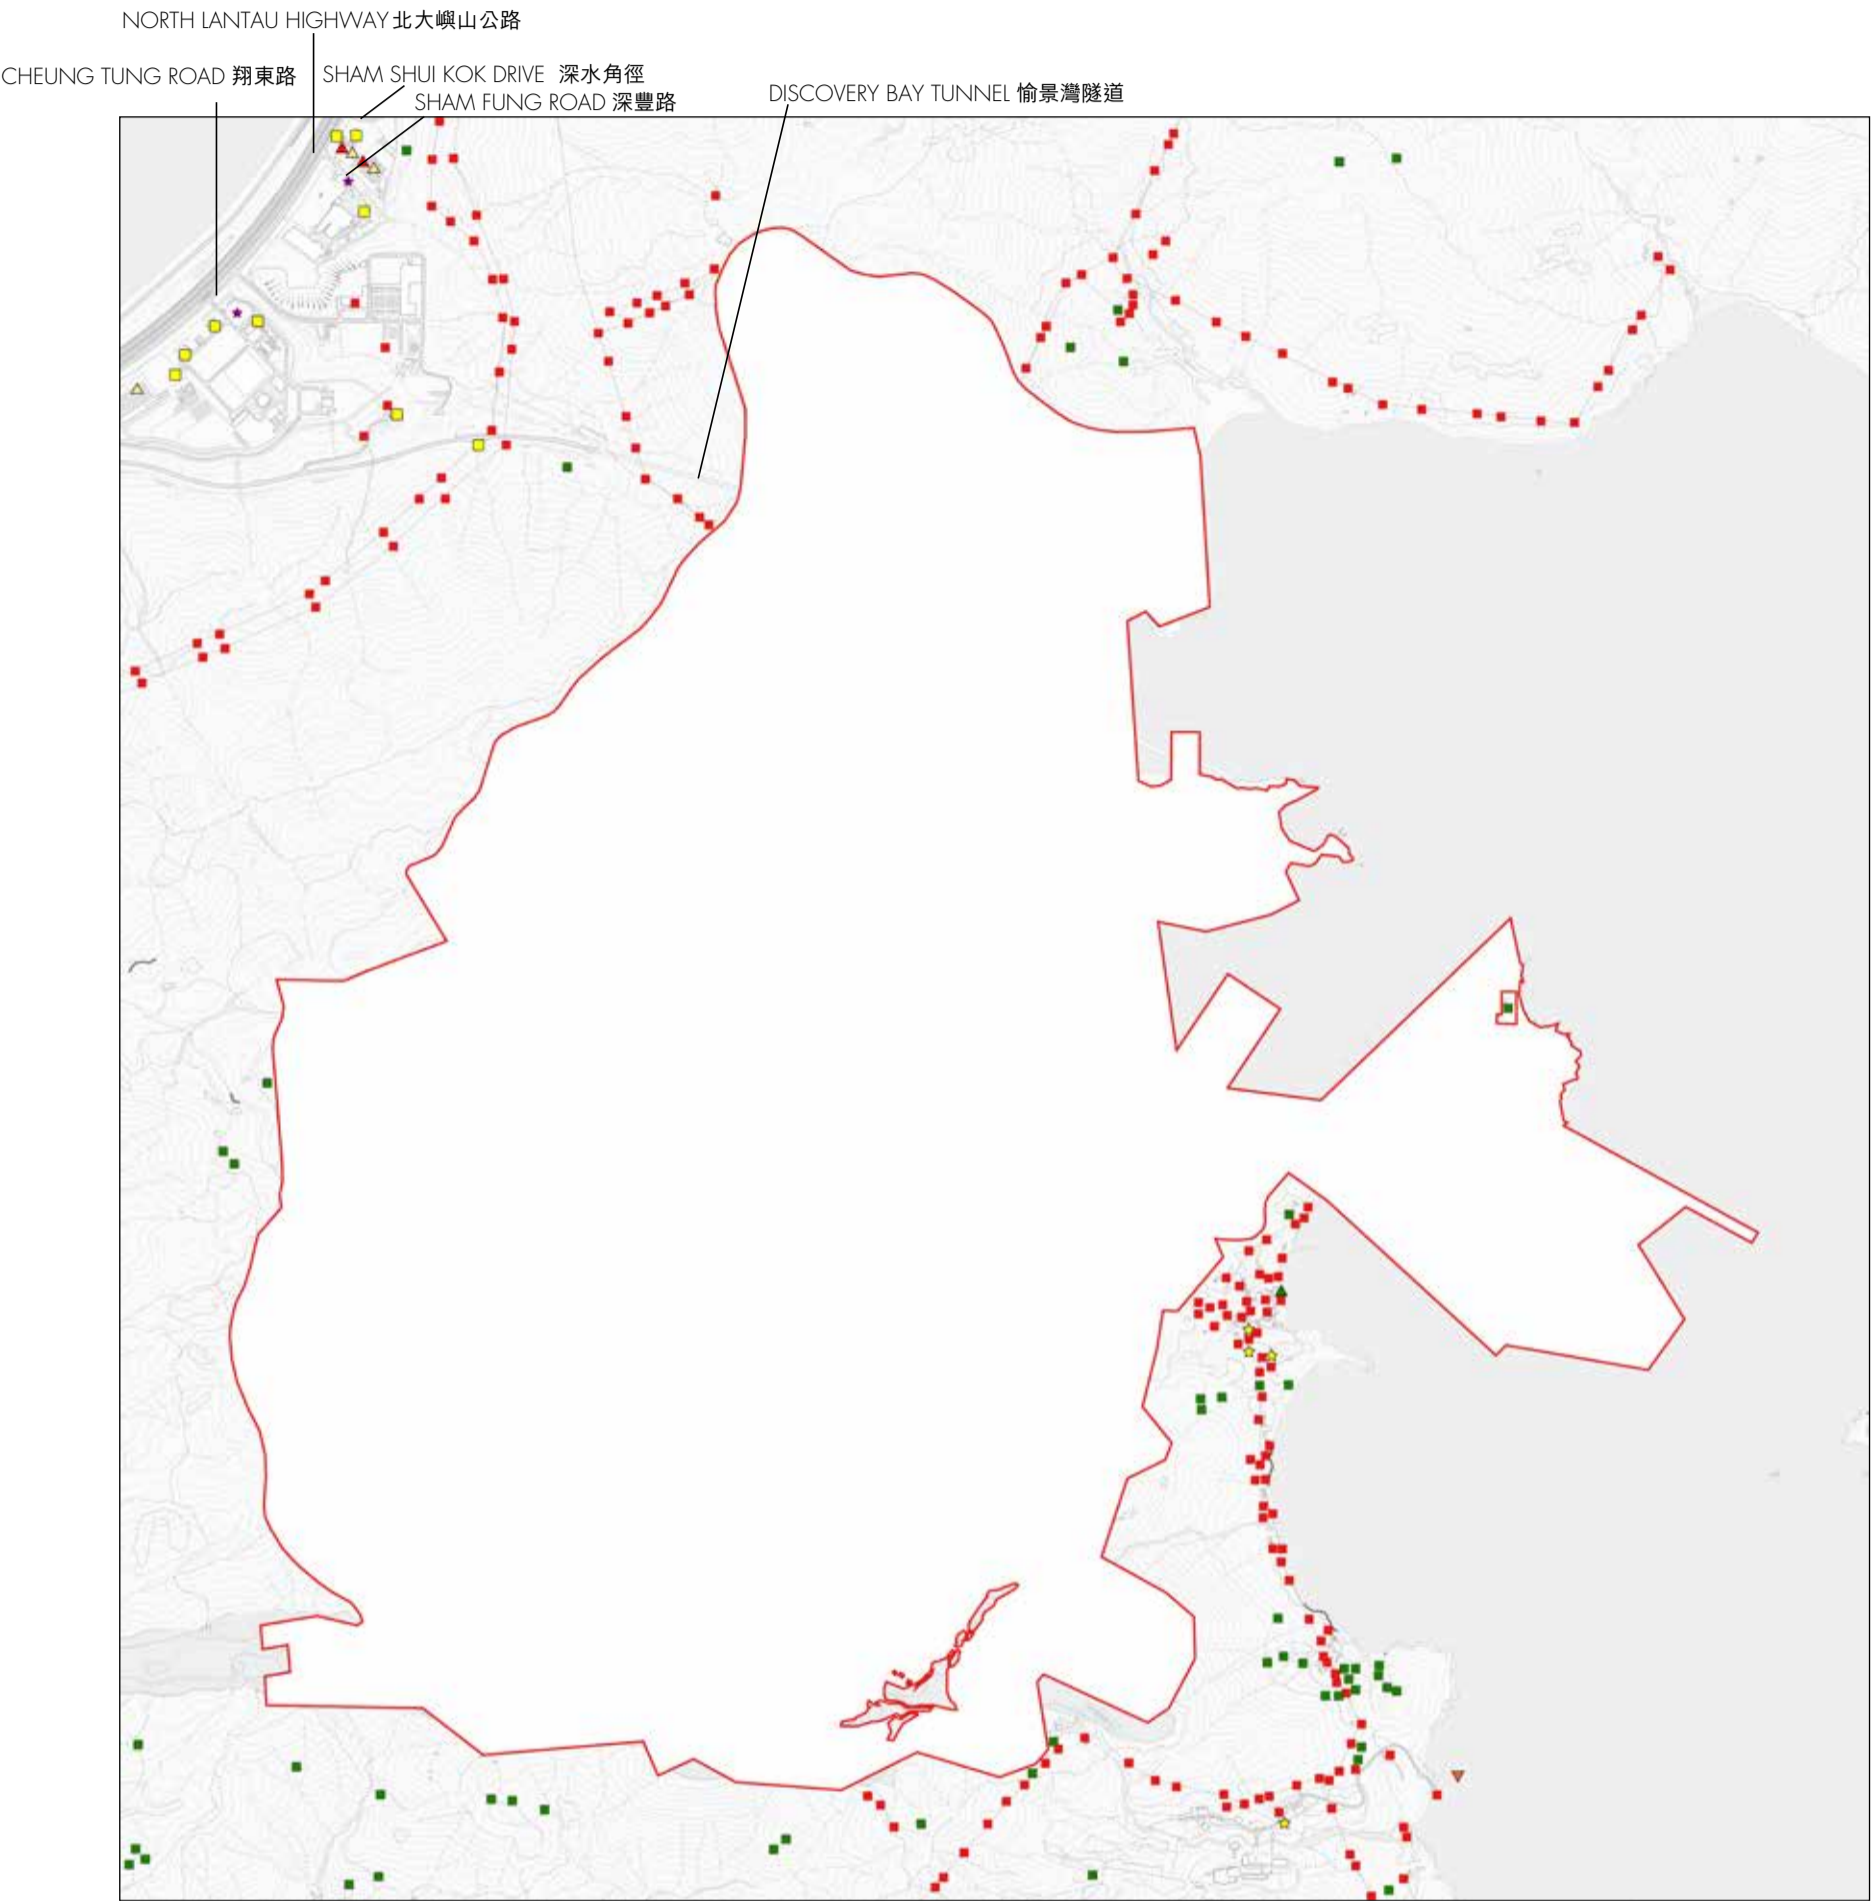 NORTH LANTAU HIGHWAY 北大嶼山公路
CHEUNG TUNG ROAD 翔東路
SHAM SHUI KOK DRIVE 深水角徑
SHAM FUNG ROAD 深豐路
DISCOVERY BAY TUNNEL 愉景灣隧道